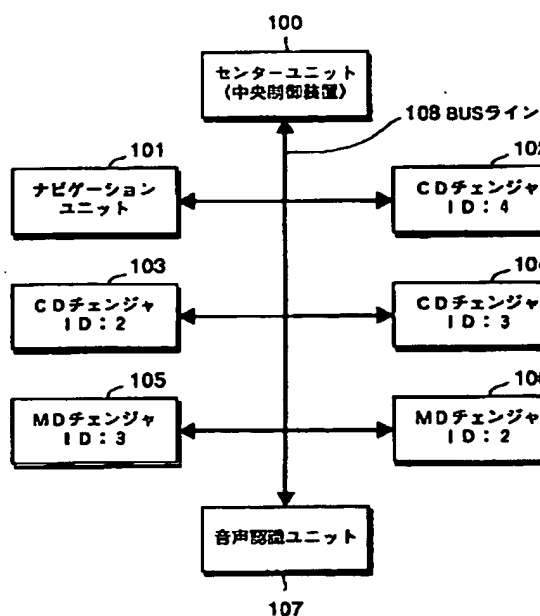 100
センターユニット
(中央制御装置)
108 BUSライン
101
ナビゲーション
ユニット
102
CDチェンジャ
ID:4
103
CDチェンジャ
ID:2
CDチェンジャ
ID:3
105
MDチェンジャ
ID:3
MDチェンジャ
ID:2
音声認識ユニット
107